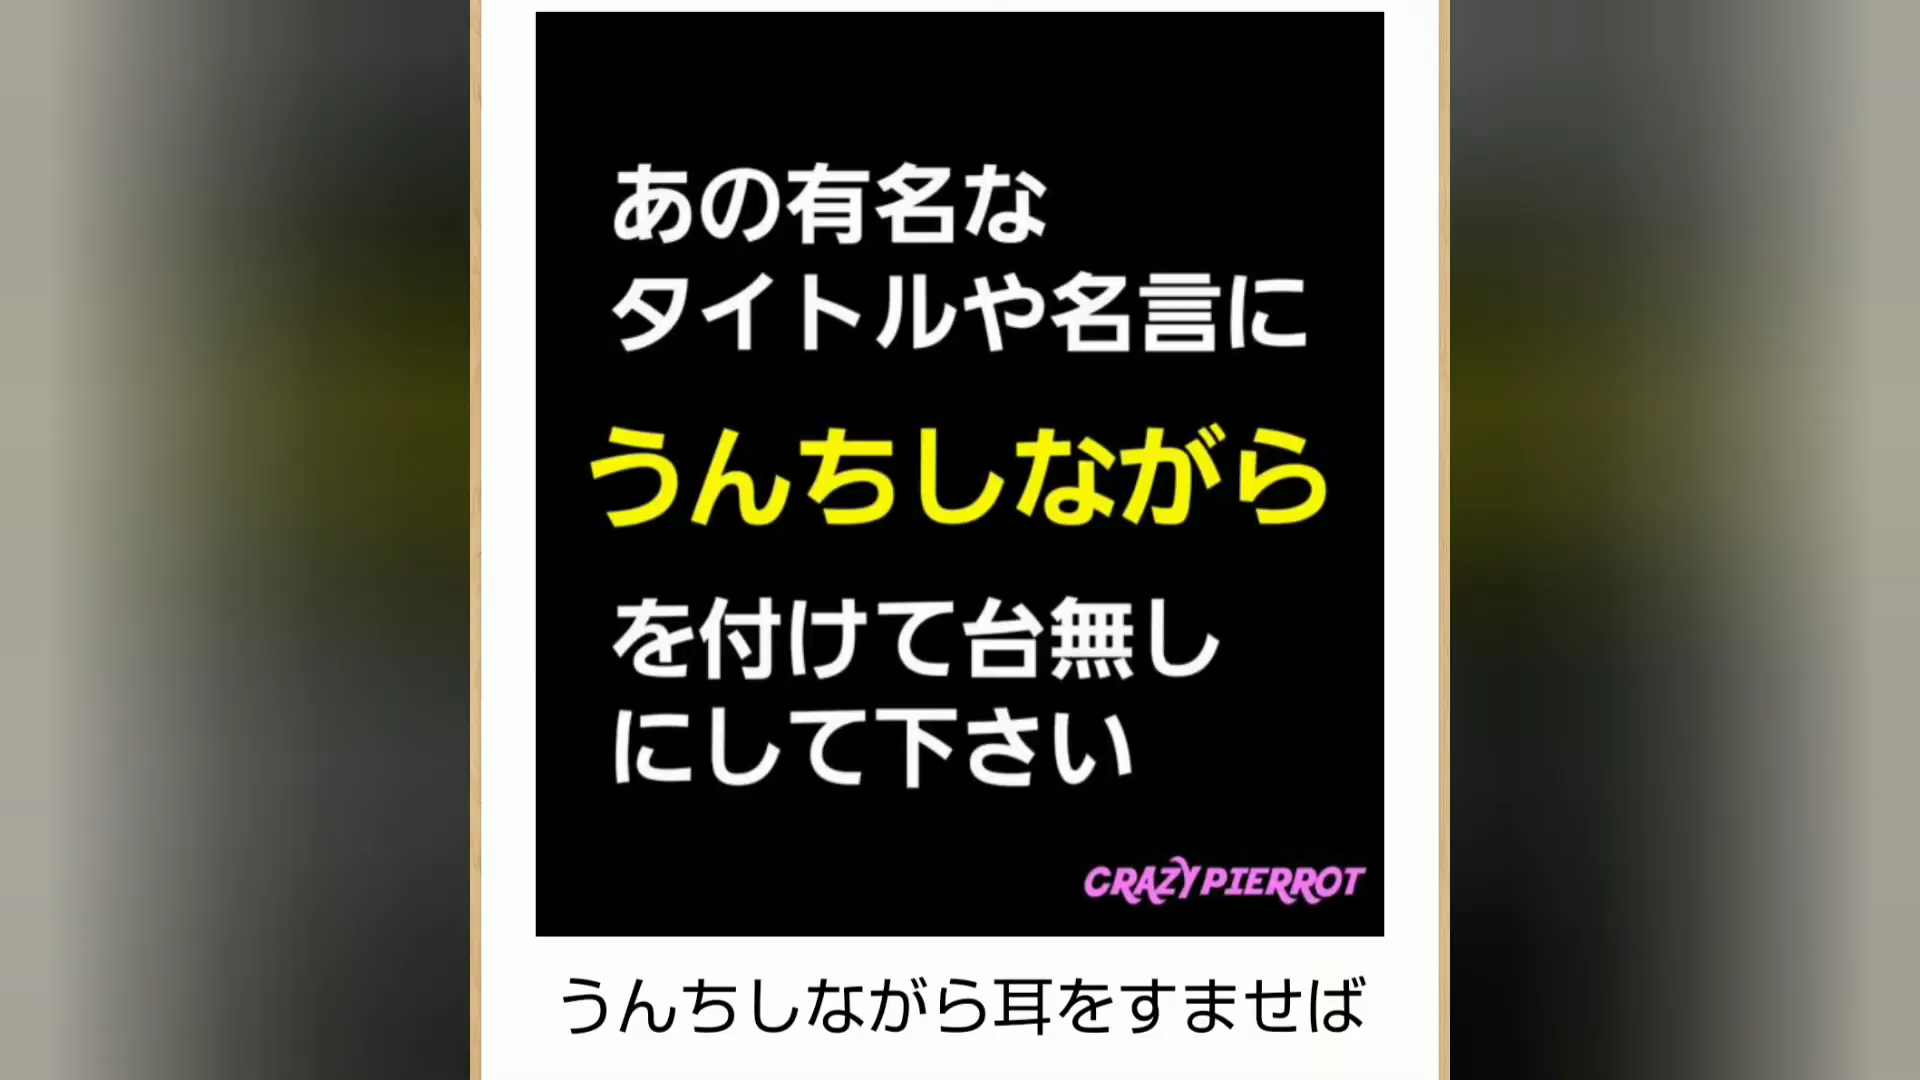 あの有名な
タイトルや名言に
うんちしながら
を付けて台無し
にして下さい
CRAZY PIERROT
うんちしながら耳をすませば